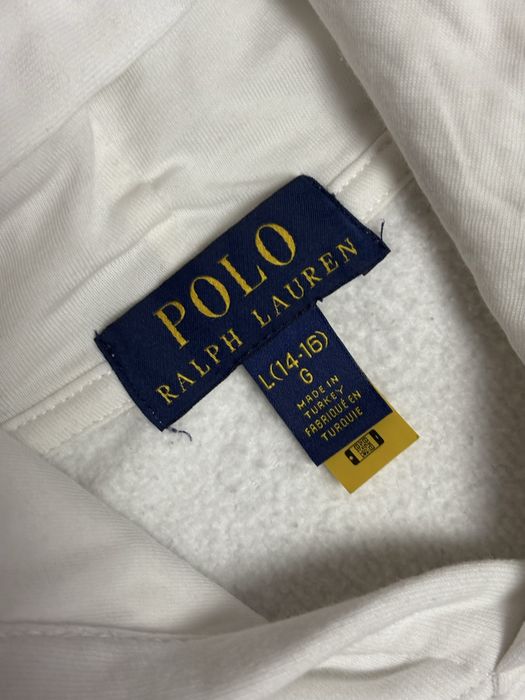 POLO
RALPH LAUREN
L(14-16)
G
MADE IN
TURKEY
FABRIQUÉ EN
TURQUIE